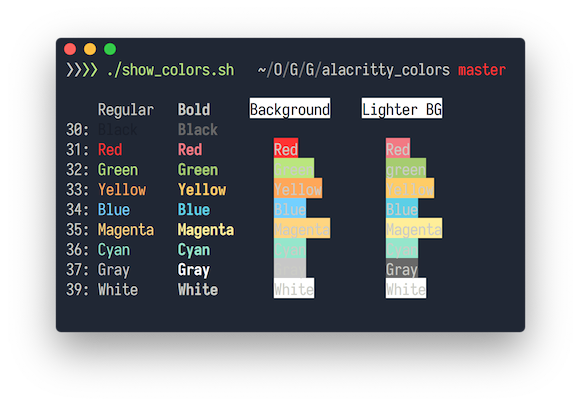 ❯❯❯❯ ./show_colors.sh ~/O/G/G/alacritty_colors master
Regular Bold Background Lighter BG
30: Black Black
31: Red Red Red Red
32: Green Green Green green
33: Yellow Yellow Yellow Yellow
34: Blue Blue Blue Blue
35: Magenta Magenta Magenta Magenta
36: Cyan Cyan Cyan Cyan
37: Gray Gray Gray
39: White White White White